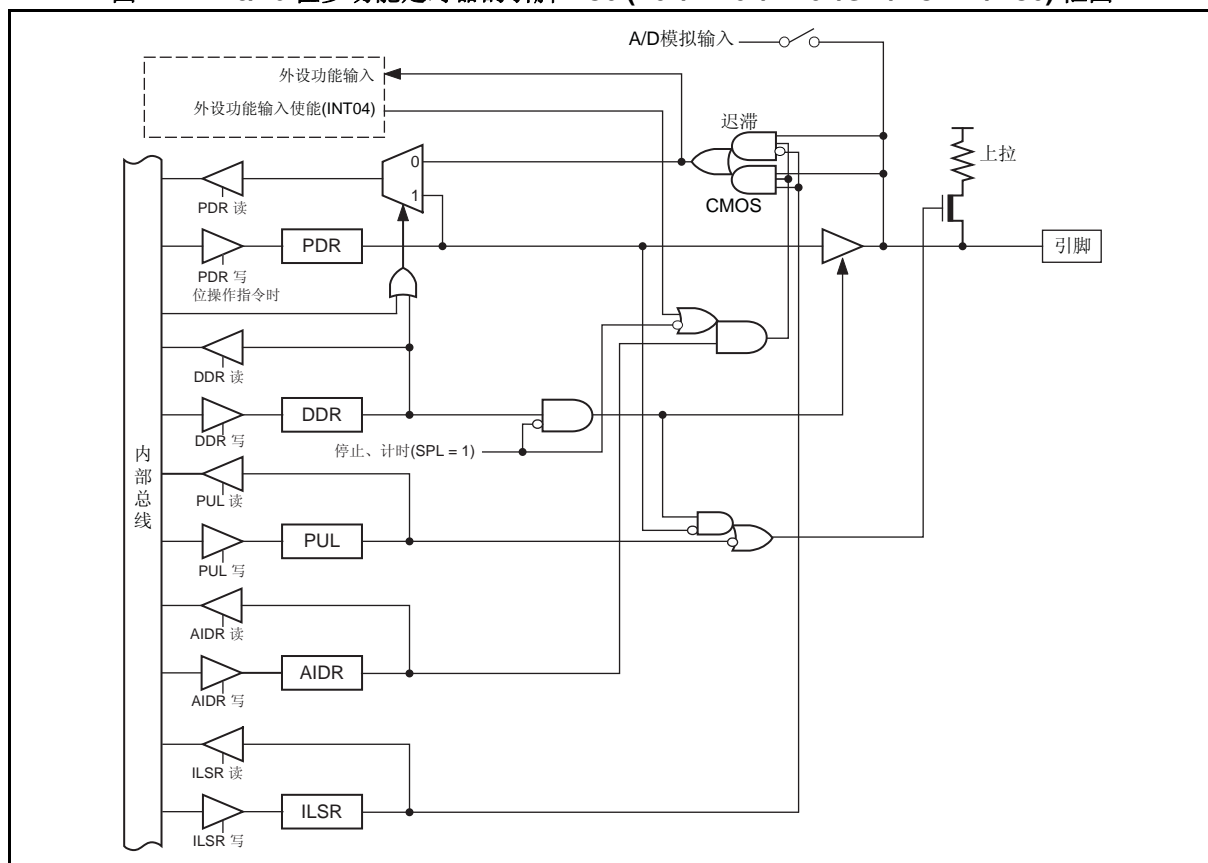 A/D模拟输入
外设功能输入
外设功能输入使能(INT04)
迟滞
上拉
0
1
CMOS
PDR 读
PDR
引脚
PDR 写
位操作指令时
DDR 读
DDR
DDR 写
停止、计时(SPL = 1)
内部总线
PUL 读
PUL
PUL 写
AIDR 读
AIDR
AIDR 写
ILSR 读
ILSR
ILSR 写